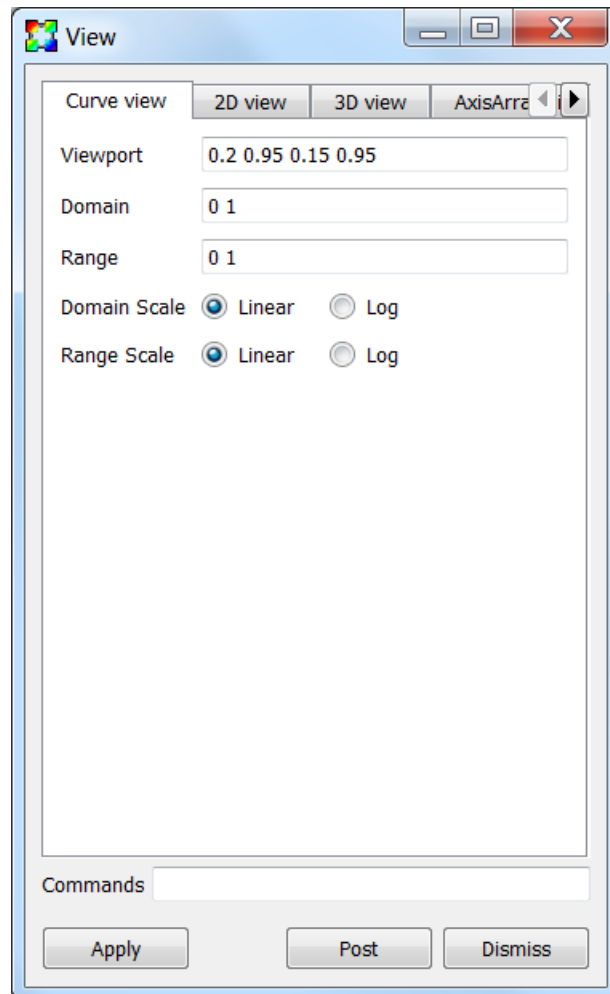 View
Curve view 2D view 3D view AxisArra
Viewport 0.2 0.95 0.15 0.95
Domain 0 1
Range 0 1
Domain Scale Linear Log
Range Scale Linear Log
Commands
Apply Post Dismiss